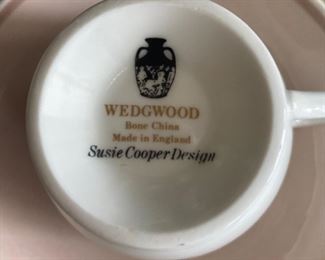 WEDGWOOD
Bone China
Made in England
Susie Cooper Design